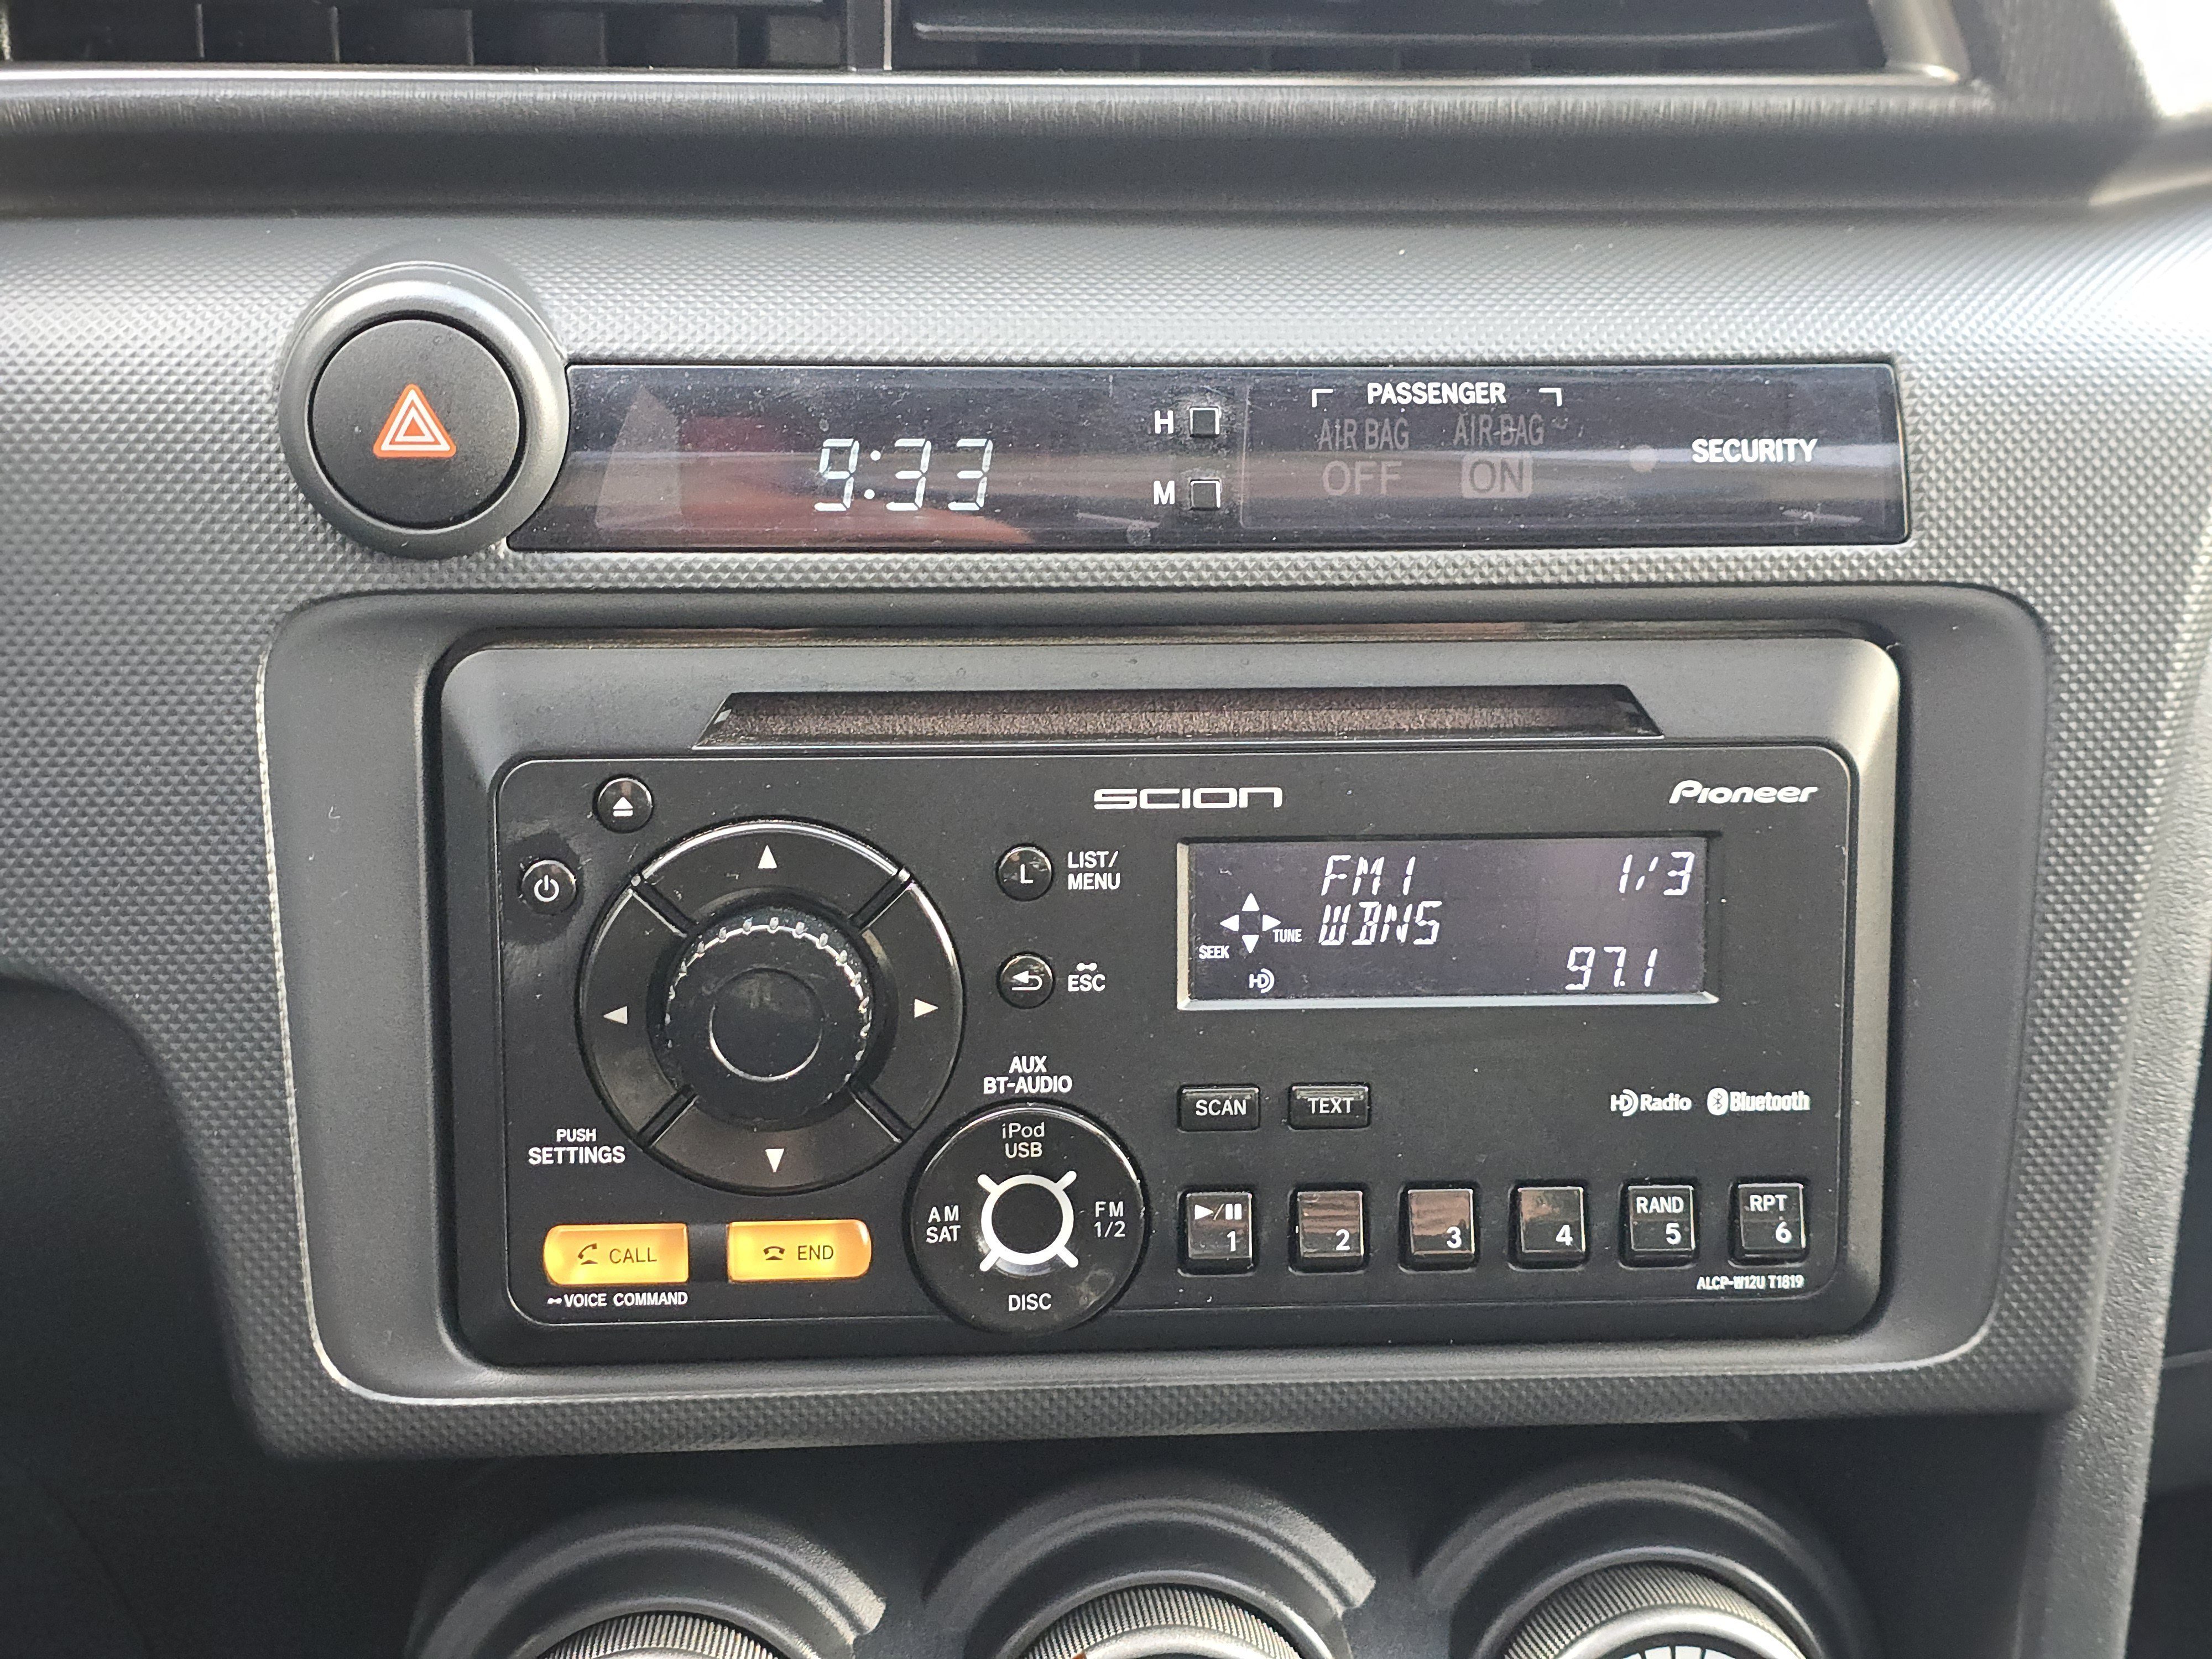 9:33
H
M
PASSENGER
AIR BAG AIR BAG
OFF ON
SECURITY
SCION
Pioneer
L LIST/
MENU
ESC
FM1 1/3
WBNS
97.1
SEEK TUNE
HD
AUX
BT-AUDIO
iPod
USB
AM
SAT
FM
1/2
DISC
PUSH
SETTINGS
CALL END
VOICE COMMAND
SCAN TEXT
HD Radio Bluetooth
1 2 3 4 RAND 5 RPT 6
ALCP-W12U T1819